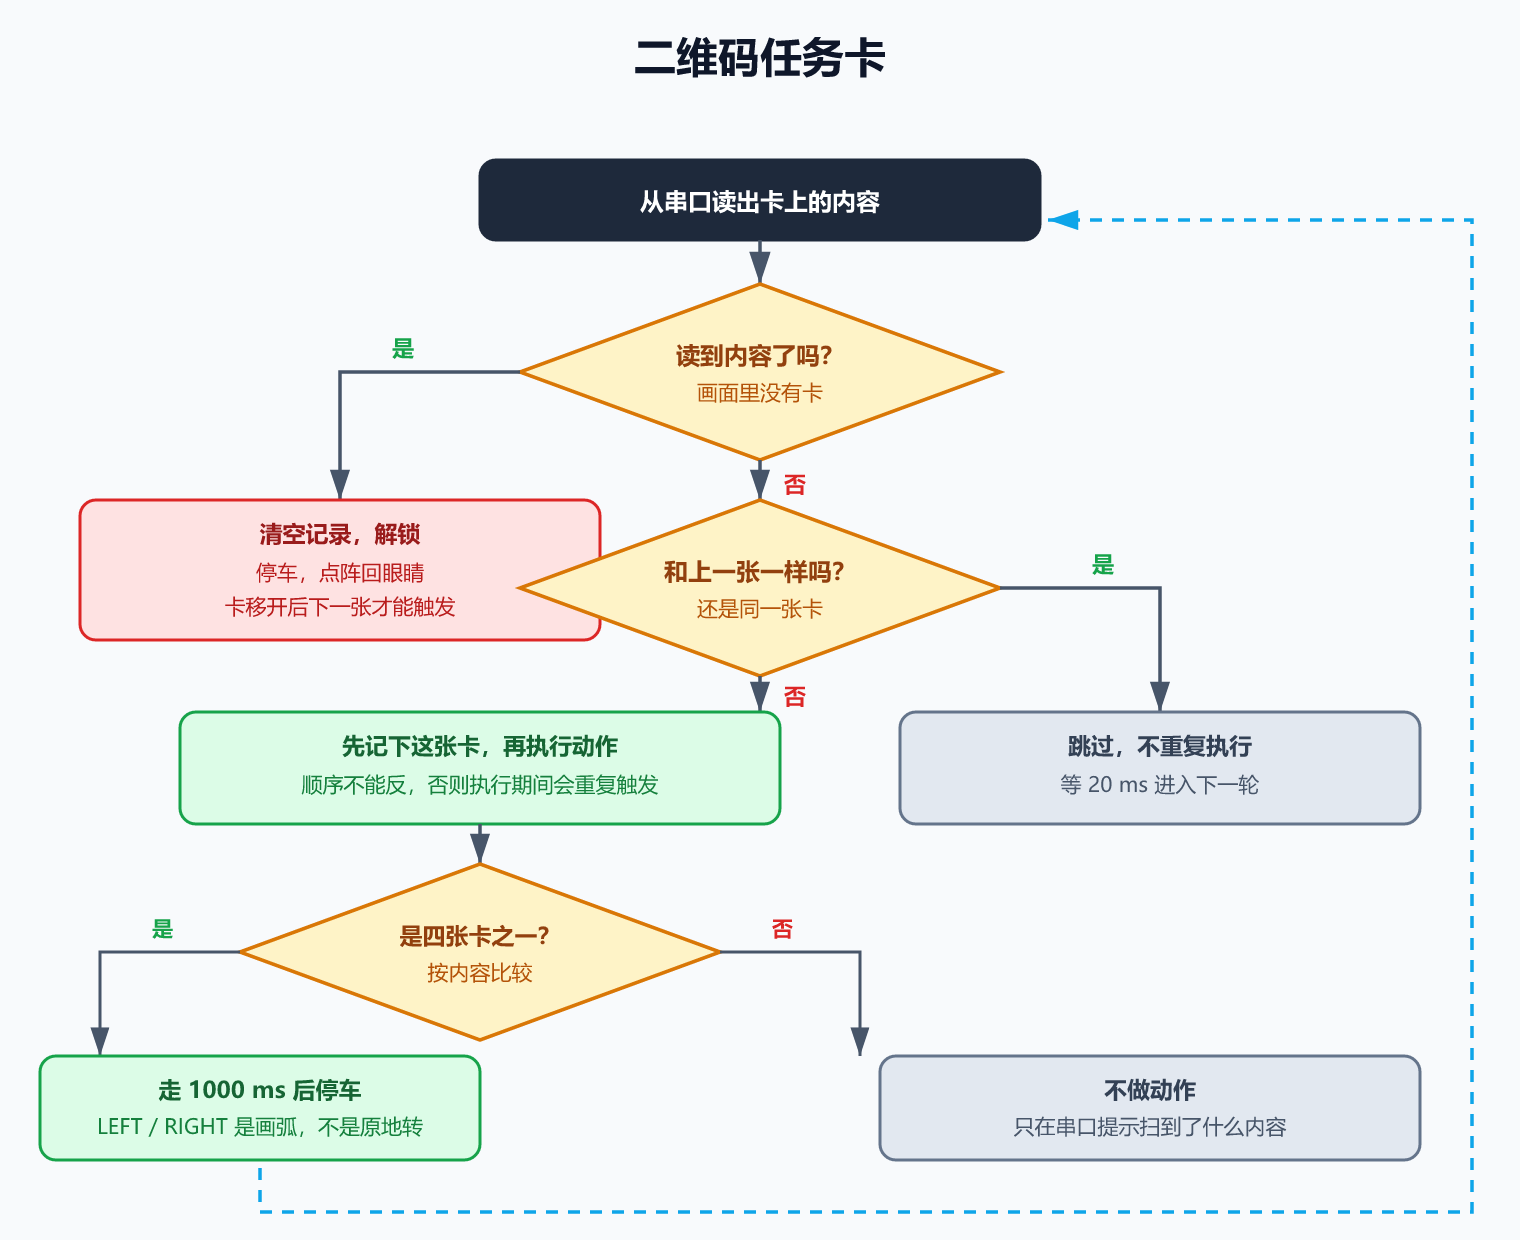 二维码任务卡
从串口读出卡上的内容
读到内容了吗？
画面里没有卡
是
否
清空记录，解锁
停车，点阵回眼睛
卡移开后下一张才能触发
和上一张一样吗？
还是同一张卡
是
否
先记下这张卡，再执行动作
顺序不能反，否则执行期间会重复触发
跳过，不重复执行
等 20 ms 进入下一轮
是四张卡之一？
按内容比较
是
否
走 1000 ms 后停车
LEFT / RIGHT 是画弧，不是原地转
不做动作
只在串口提示扫到了什么内容